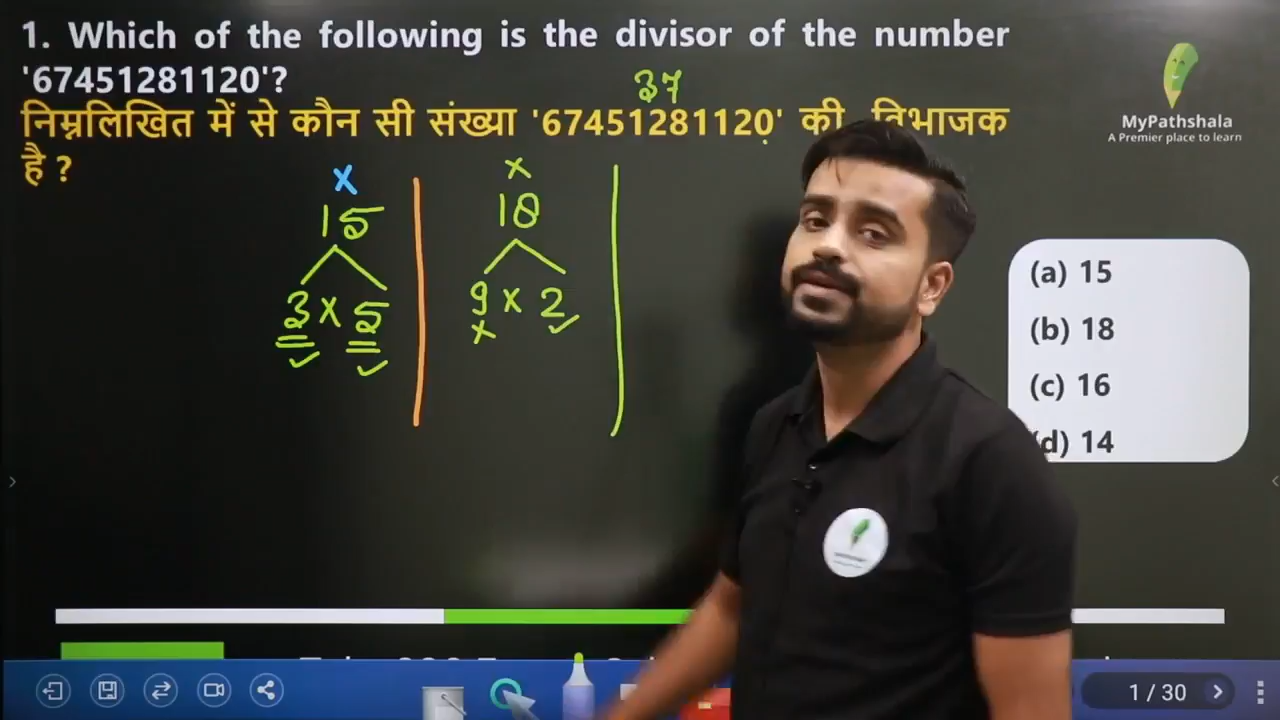 1. Which of the following is the divisor of the number
'67451281120'?
37
निम्नलिखित में से कौन सी संख्या '67451281120' की विभाजक
है ?
MyPathshala
A Premier place to learn
x
15
3 x 5
x
18
9 x 2
x
(a) 15
(b) 18
(c) 16
(d) 14
1 / 30